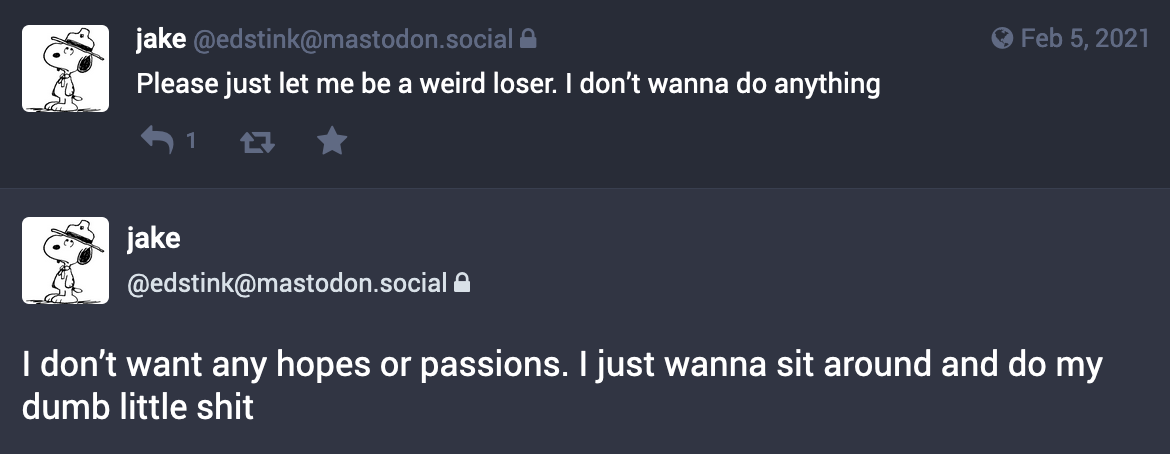 jake @edstink@mastodon.social Feb 5, 2021
Please just let me be a weird loser. I don’t wanna do anything
1
jake
@edstink@mastodon.social
I don’t want any hopes or passions. I just wanna sit around and do my
dumb little shit